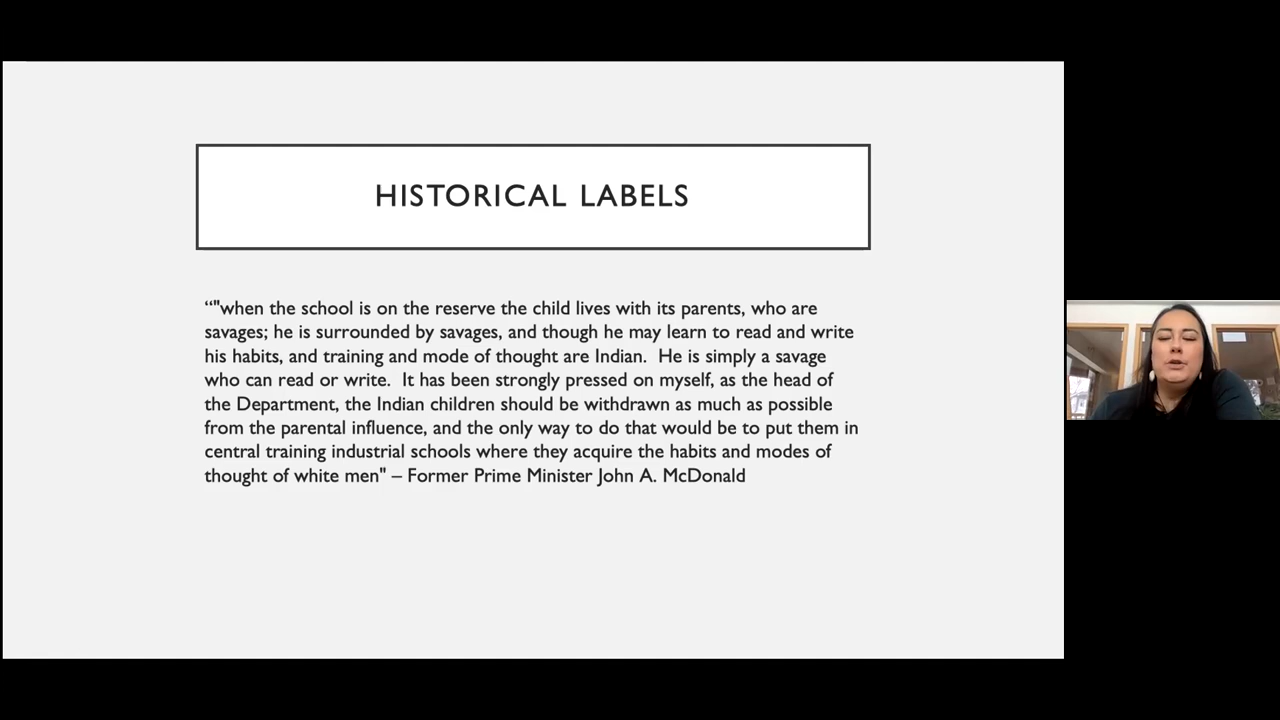 HISTORICAL LABELS
“"when the school is on the reserve the child lives with its parents, who are
savages; he is surrounded by savages, and though he may learn to read and write
his habits, and training and mode of thought are Indian.  He is simply a savage
who can read or write.  It has been strongly pressed on myself, as the head of
the Department, the Indian children should be withdrawn as much as possible
from the parental influence, and the only way to do that would be to put them in
central training industrial schools where they acquire the habits and modes of
thought of white men" – Former Prime Minister John A. McDonald